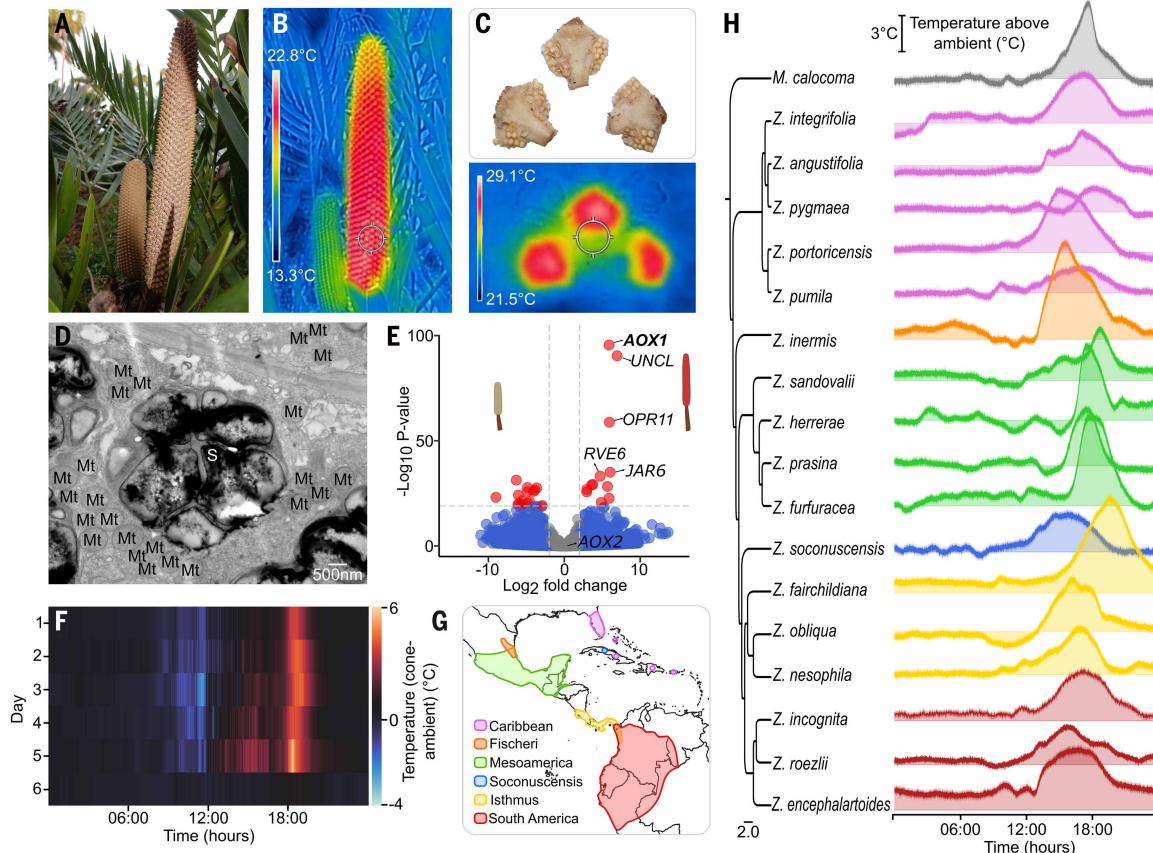 A
B
22.8°C
13.3°C
C
29.1°C
21.5°C
D
Mt
Mt
Mt
Mt
Mt
Mt
Mt
S
Mt
Mt
Mt
Mt
Mt
Mt
Mt
Mt
Mt
Mt
Mt
Mt
Mt
Mt
500nm
E
100
50
0
-Log10 P-value
AOX1
UNCL
OPR11
RVE6
JAR6
AOX2
-10
0
10
Log2 fold change
F
1
2
3
4
5
6
Day
06:00
12:00
18:00
Time (hours)
6
0
-4
Temperature (cone-
ambient) (°C)
G
Caribbean
Fischeri
Mesoamerica
Soconuscensis
Isthmus
South America
H
3°C
Temperature above
ambient (°C)
M. calocoma
Z. integrifolia
Z. angustifolia
Z. pygmaea
Z. portoricensis
Z. pumila
Z. inermis
Z. sandovalii
Z. herrerae
Z. prasina
Z. furfuracea
Z. soconuscensis
Z. fairchildiana
Z. obliqua
Z. nesophila
Z. incognita
Z. roezlii
Z. encephalartoides
2.0
06:00
12:00
18:00
Time (hours)